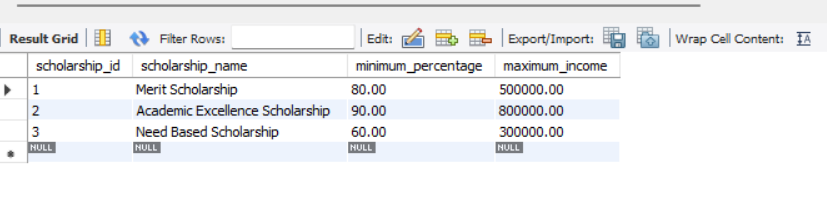 Result Grid Filter Rows: Edit: Export/Import: Wrap Cell Content: IA
scholarship_id scholarship_name minimum_percentage maximum_income
1 Merit Scholarship 80.00 500000.00
2 Academic Excellence Scholarship 90.00 800000.00
3 Need Based Scholarship 60.00 300000.00
NULL NULL NULL NULL